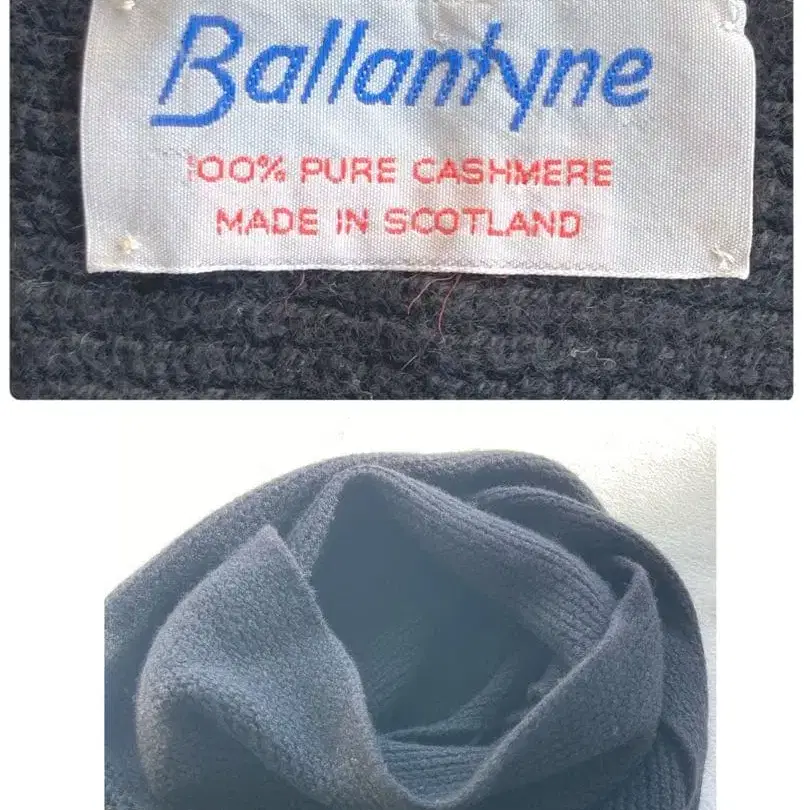 Ballantyne
100% PURE CASHMERE
MADE IN SCOTLAND